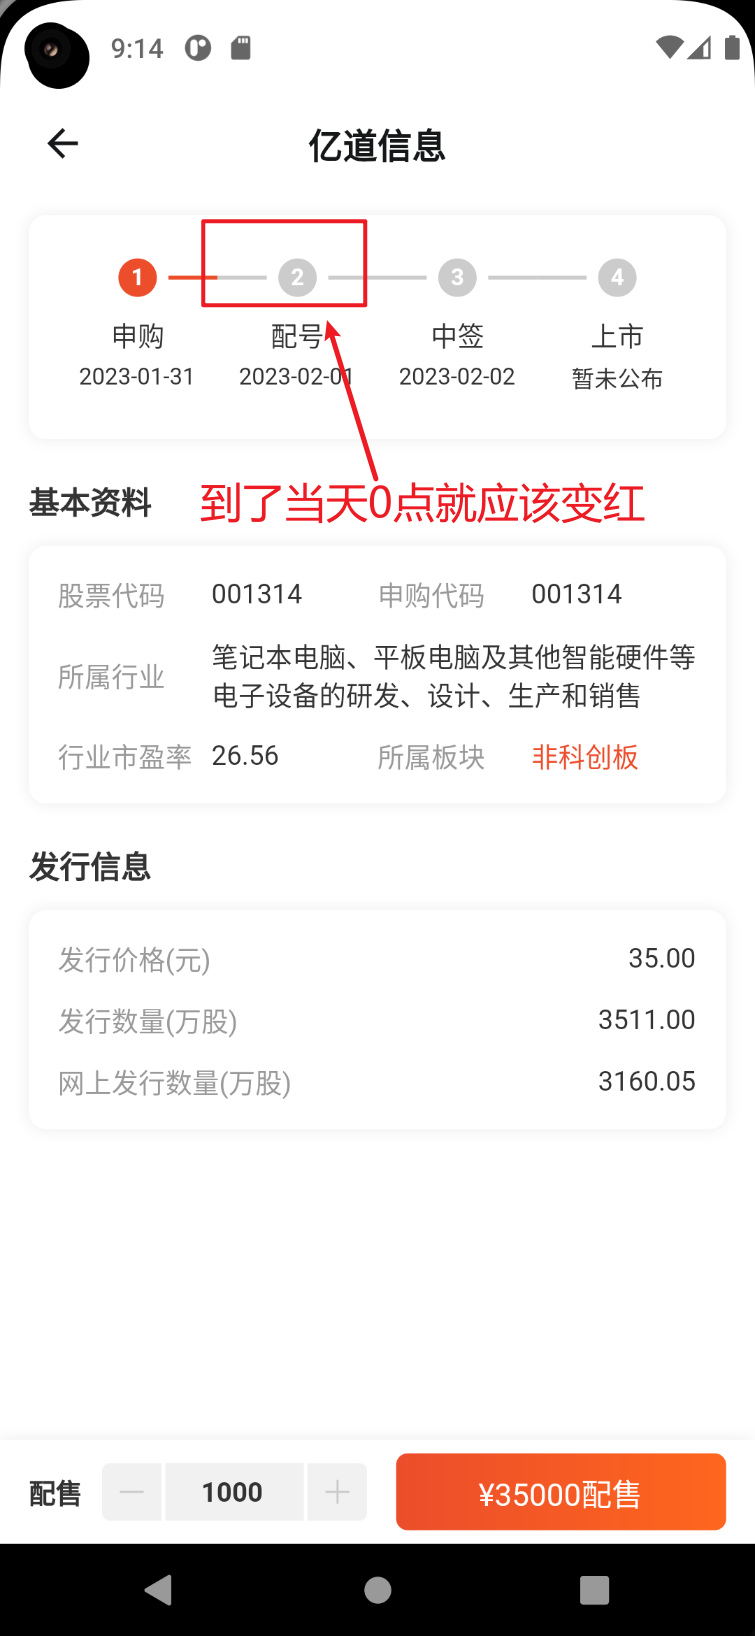 9:14
亿道信息
1 2 3 4
申购 配号 中签 上市
2023-01-31 2023-02-01 2023-02-02 暂未公布
基本资料 到了当天0点就应该变红
股票代码 001314 申购代码 001314
所属行业 笔记本电脑、平板电脑及其他智能硬件等
电子设备的研发、设计、生产和销售
行业市盈率 26.56 所属板块 非科创板
发行信息
发行价格(元) 35.00
发行数量(万股) 3511.00
网上发行数量(万股) 3160.05
配售 — 1000 + ¥35000配售